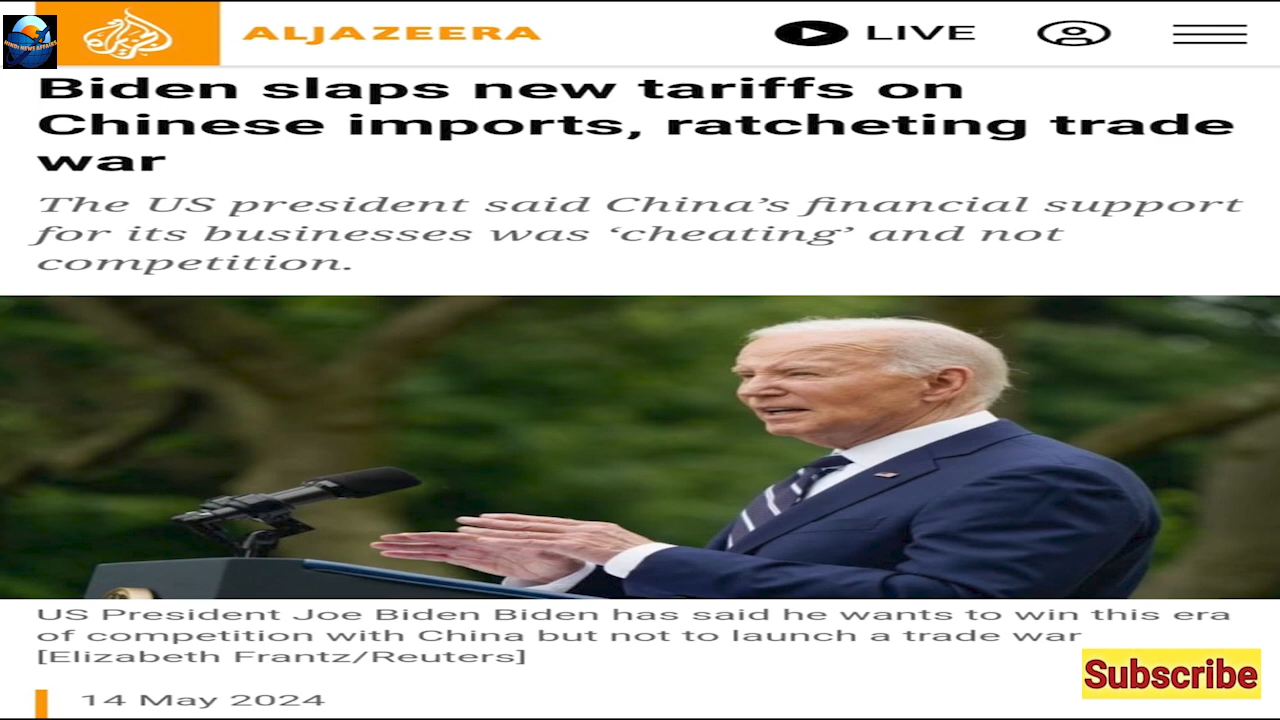 HINDI NEWS AFFAIRS
ALJAZEERA
LIVE
Biden slaps new tariffs on
Chinese imports, ratcheting trade
war
The US president said China’s financial support
for its businesses was ‘cheating’ and not
competition.
US President Joe Biden Biden has said he wants to win this era
of competition with China but not to launch a trade war
[Elizabeth Frantz/Reuters]
Subscribe
14 May 2024